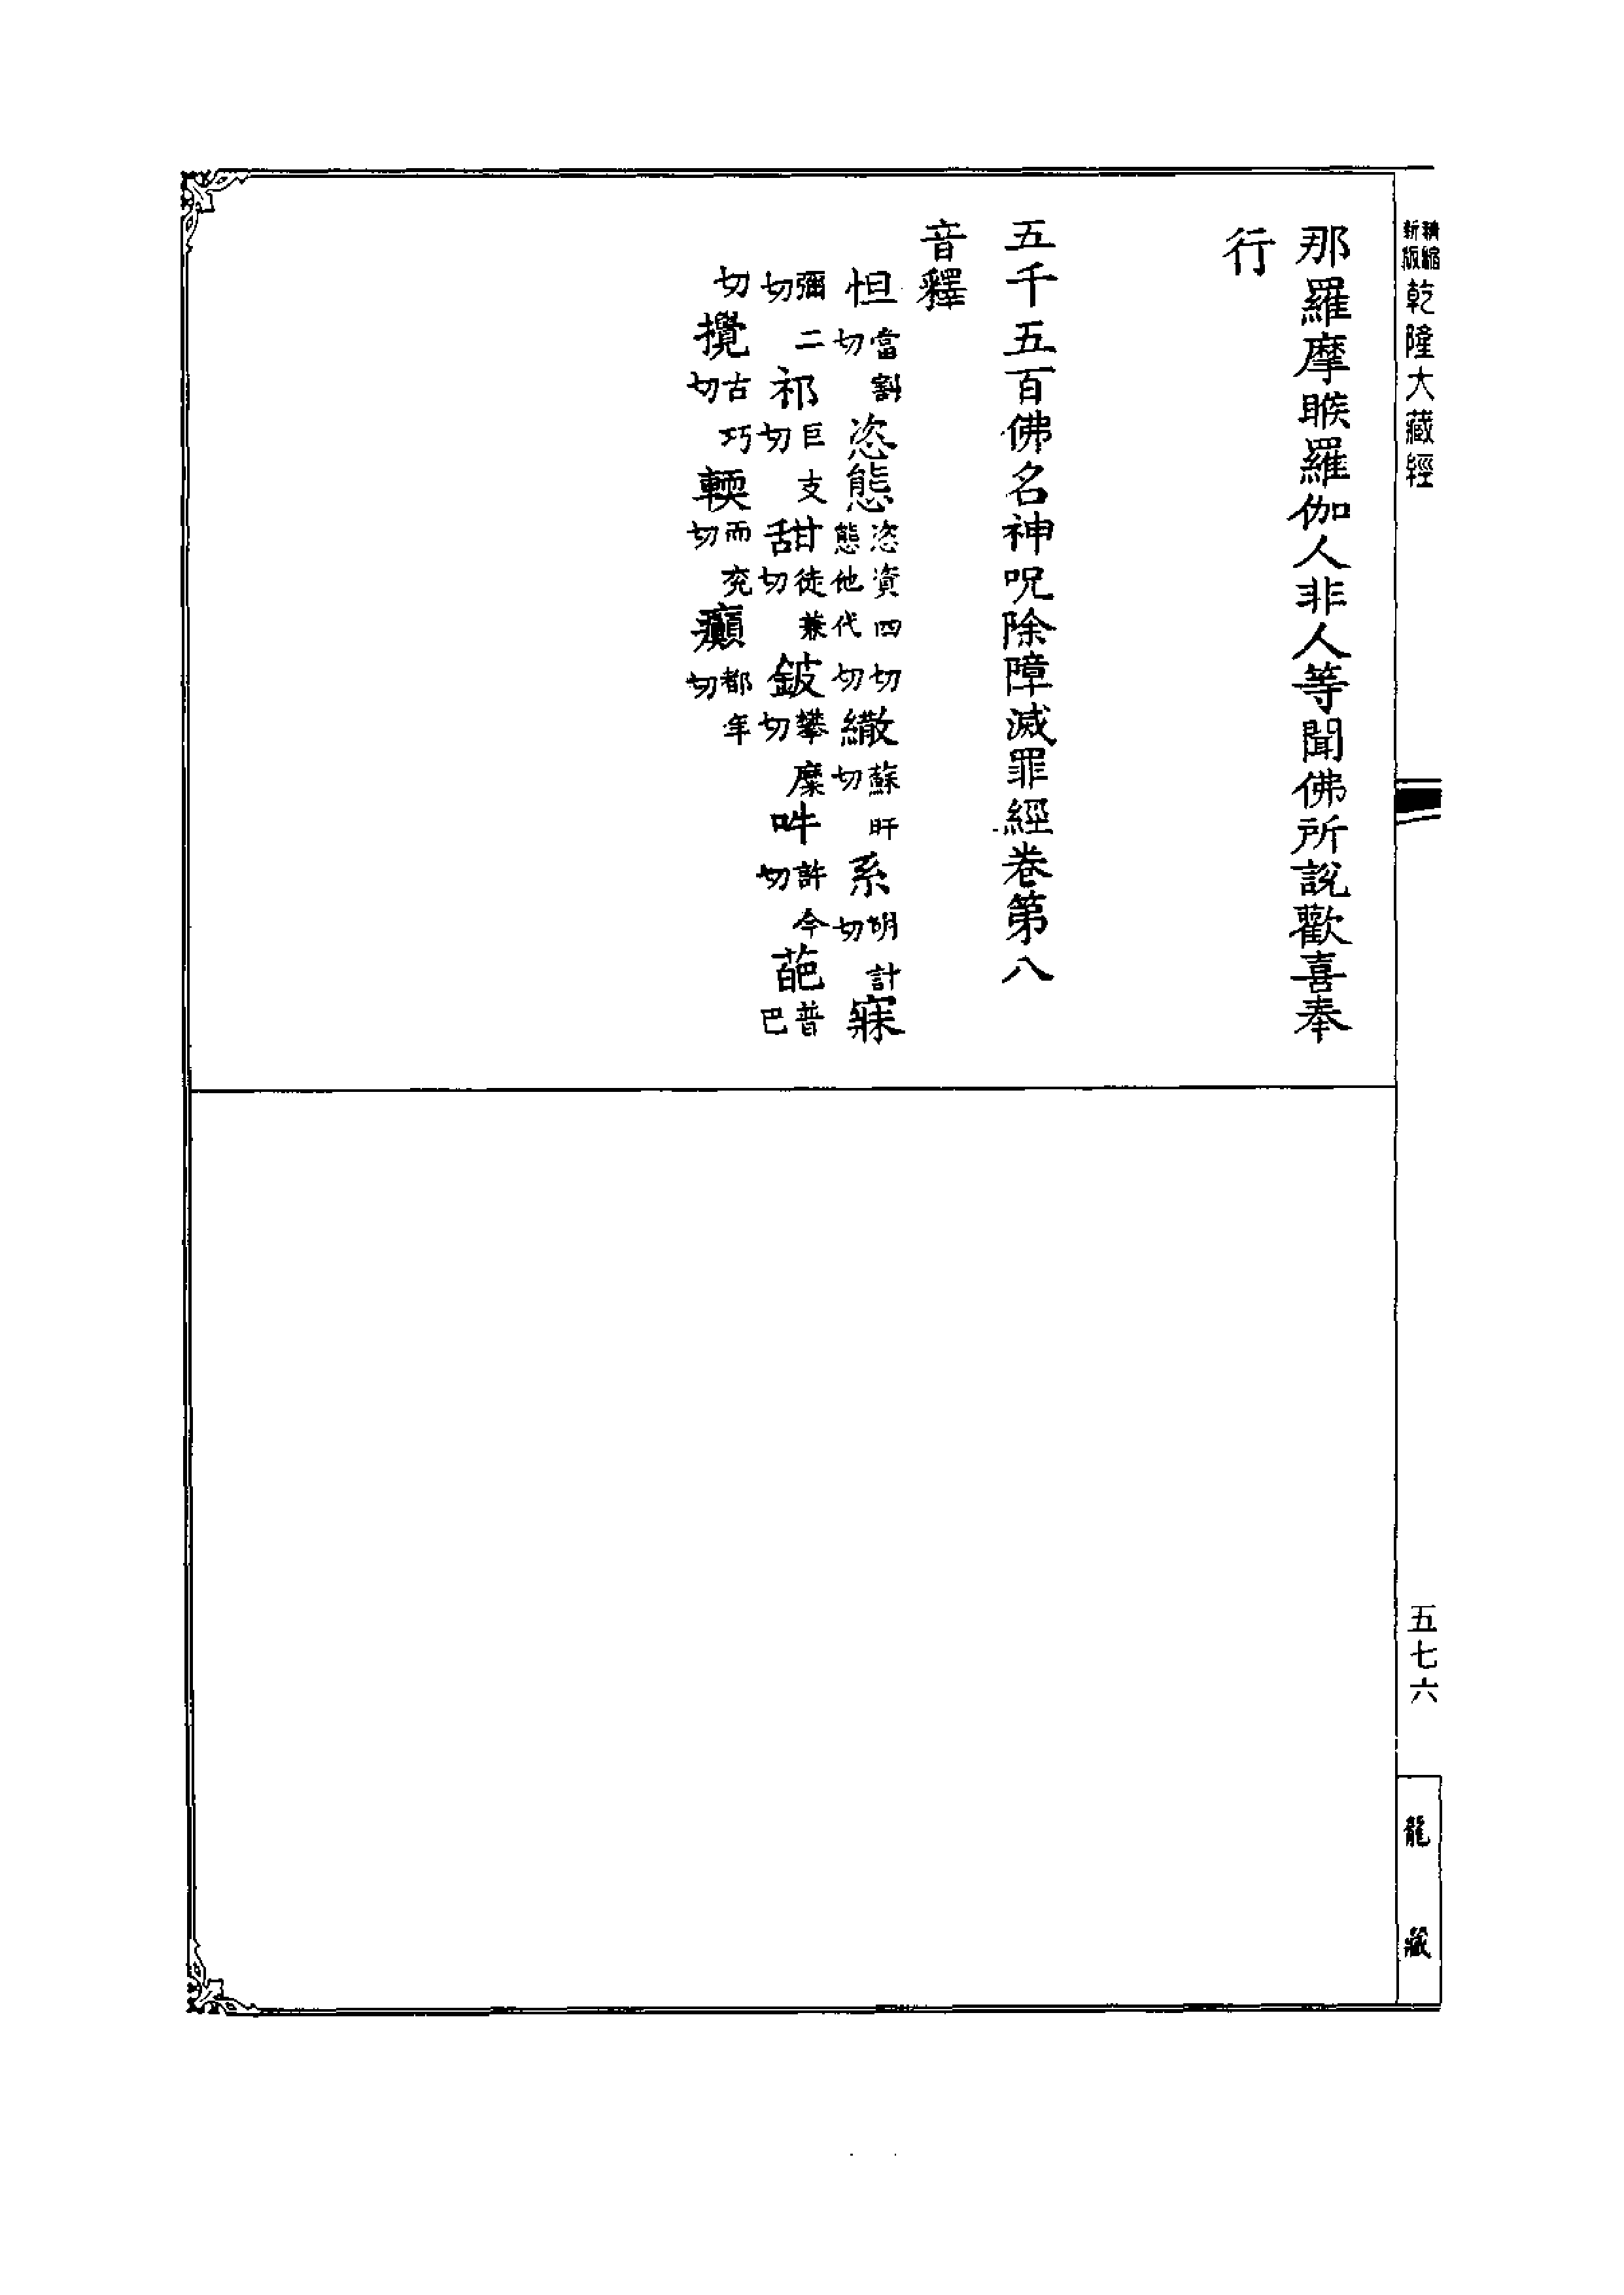 精縮新版乾隆大藏經
五七六
龍藏
那羅摩睺羅伽人非人等聞佛所說歡喜奉
行
五千五百佛名神呪除障滅罪經卷第八
音釋
怛當割切恣態恣資四切態他代切繖蘇旰切系胡計切寐
彌二切祁巨支切甜徒兼切鈹攀糜切吽許今切葩普巴
切攪古巧切輭而兖切癲都年切